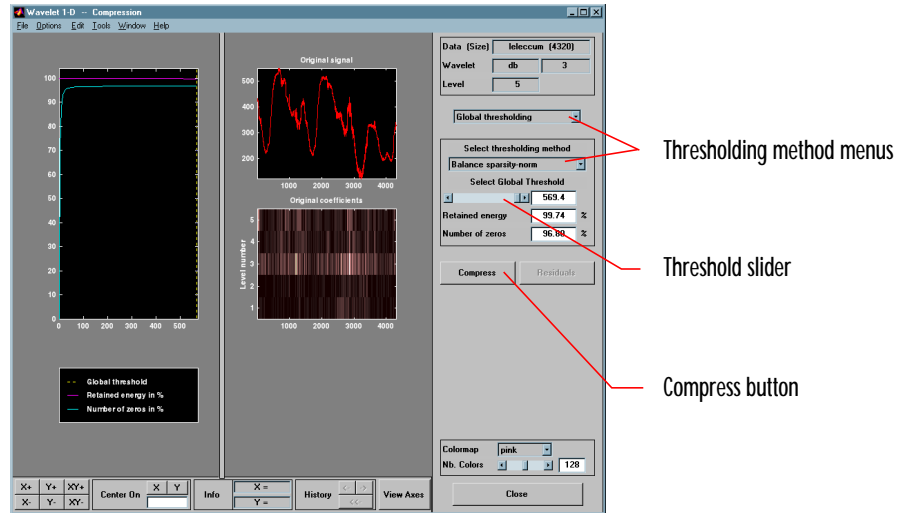 Wavelet 1-D -- Compression
File Options Edit Tools Window Help
100
90
80
70
60
50
40
30
20
10
0
0 100 200 300 400 500
Global threshold
Retained energy in %
Number of zeros in %
Original signal
500
400
300
200
1000 2000 3000 4000
Original coefficients
Level number
5
4
3
2
1
1000 2000 3000 4000
Data (Size) leleccum (4320)
Wavelet db 3
Level 5
Global thresholding
Select thresholding method
Balance sparsity-norm
Select Global Threshold
569.4
Retained energy 99.74 %
Number of zeros 96.80 %
Compress Residuals
Colormap pink
Nb. Colors 128
Close
X+ Y+ XY+
X- Y- XY-
Center On X Y
Info X =
Y =
History < >
<<
View Axes
Thresholding method menus
Threshold slider
Compress button